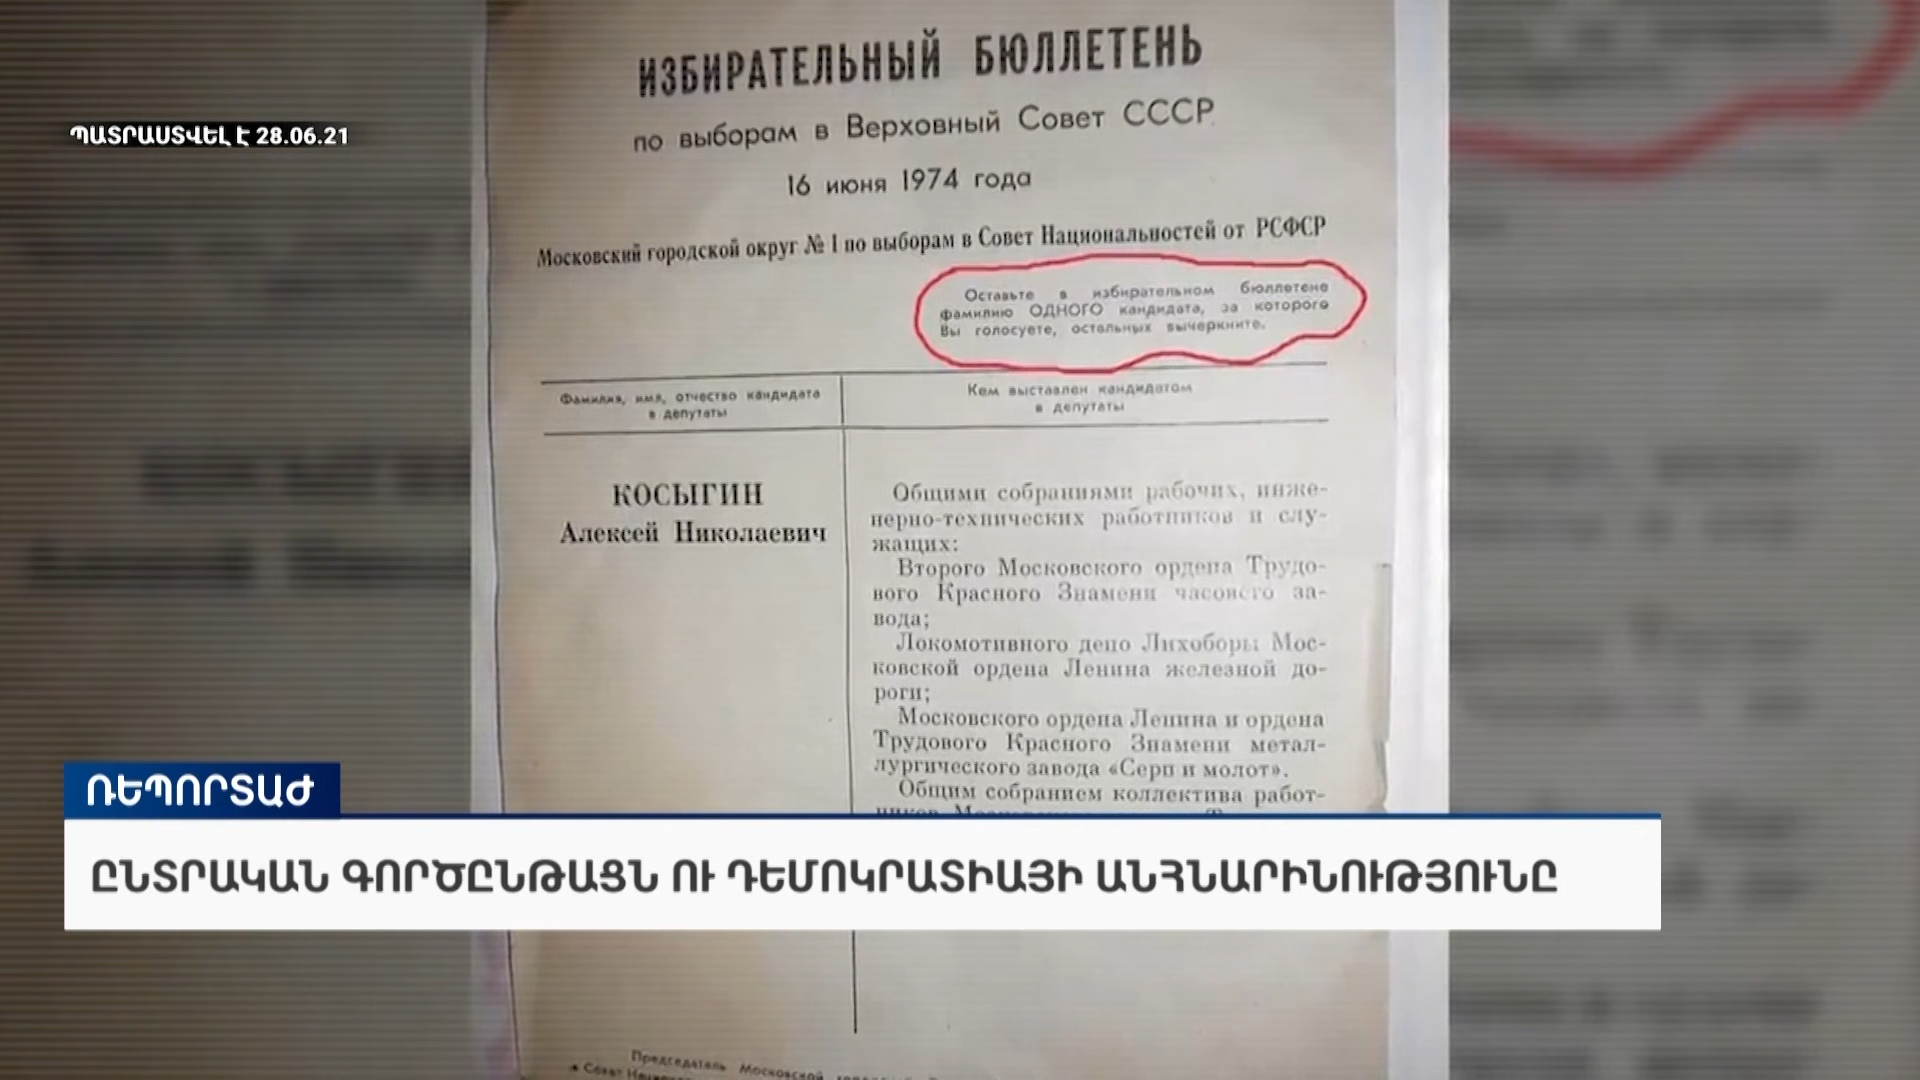 ИЗБИРАТЕЛЬНЫЙ БЮЛЛЕТЕНЬ
по выборам в Верховный Совет СССР
16 июня 1974 года
ՊԱՏՐԱՍՏՎԵԼ Է 28.06.21
Московский городской округ № 1 по выборам в Совет Национальностей от РСФСР
Оставьте в избирательном бюллетене
фамилию ОДНОГО кандидата, за которого
Вы голосуете, остальных вычеркните.
Фамилия, имя, отчество кандидата
в депутаты
Кем выставлен кандидатом
в депутаты
КОСЫГИН
Алексей Николаевич
Общими собраниями рабочих, инже-
нерно-технических работников и слу-
жащих:
Второго Московского ордена Трудо-
вого Красного Знамени часового за-
вода;
Локомотивного депо Лихоборы Мос-
ковской ордена Ленина железной до-
роги;
Московского ордена Ленина и ордена
Трудового Красного Знамени метал-
лургического завода «Серп и молот».
Общим собранием коллектива работ-
ՌԵՊՈՐՏԱԺ
ԸՆՏՐԱԿԱՆ ԳՈՐԾԸՆԹԱՑՆ ՈՒ ԴԵՄՈԿՐԱՏԻԱՅԻ ԱՆՀՆԱՐԻՆՈՒԹՅՈՒՆԸ
Председатель Московской